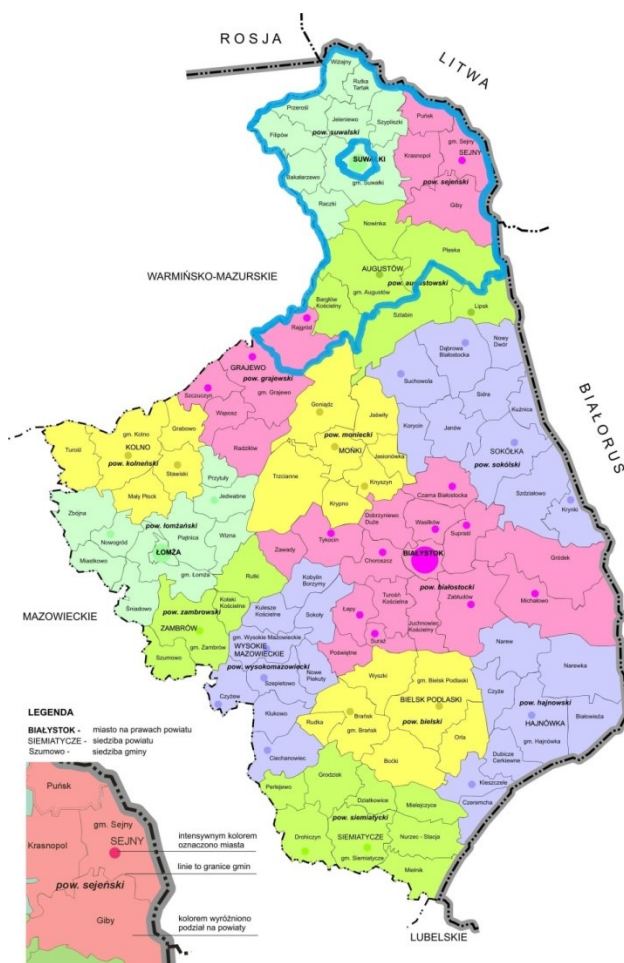 ROSJA
LITWA
Wiżajny
Rutka
Tartak
Przerośl
Jeleniewo
Szypliszki
Puńsk
Filipów
pow. suwalski
gm. Sejny
SEJNY
Krasnopol
SUWAŁKI
pow. sejneński
Bakałarzewo
gm. Suwałki
Raczki
Giby
Nowinka
Płaska
WARMIŃSKO-MAZURSKIE
AUGUSTÓW
pow. augustowski
gm. Augustów
Bargłów
Kościelny
Lipsk
Sztabin
Rajgród
Nowy
Dwór
Dąbrowa
Białostocka
GRAJEWO
pow. grajewski
Suchowola
Szczuczyn
gm. Grajewo
Sidra
BIAŁORUS
Goniądz
Kuźnica
Wąsosz
Jaświły
Korycin
Janów
Grabowo
gm. Kolno
pow. moniecki
KOLNO
Radziłów
MOŃKI
SOKÓŁKA
Turośl
pow. kolneński
Jasionówka
pow. sokólski
Stawiski
Trzcianne
Przytuły
Knyszyn
Szdziałowo
Mały Płock
Jedwabne
Krypno
Czarna Białostocka
Krynki
Zbójna
pow. łomżański
Dobrzyniewo
Duże
Wasilków
Nowogród
Piątnica
Wizna
Tykocin
Supraśl
Zawady
Gródek
ŁOMŻA
Choroszcz
BIAŁYSTOK
Miastkowo
gm. Łomża
Rutki
Kobylin
Borzymy
pow. białostocki
Śniadowo
Kołaki
Kościelne
Turośń
Kościelna
Zabłudów
Michałowo
MAZOWIECKIE
pow. zambrowski
Kulesze
Kościelne
Sokoły
Łapy
Juchnowiec
Kościelny
ZAMBRÓW
gm. Wysokie Mazowieckie
Suraż
Narew
Szumowo
gm. Zambrów
WYSOKIE
MAZOWIECKIE
Poświętne
pow. wysokomazowiecki
Nowe
Piekuty
Wyszki
gm. Bielsk Podlaski
Narewka
Szepietowo
BIELSK PODLASKI
Czyże
pow. hajnowski
Czyżew
Brańsk
pow. bielski
HAJNÓWKA
Białowieża
Klukowo
Rudka
gm. Brańsk
Orla
gm. Hajnówka
LEGENDA
Dubicze
Cerkiewne
BIAŁYSTOK - miasto na prawach powiatu
Ciechanowiec
Boćki
SIEMIATYCZE - siedziba powiatu
Kleszczele
Szumowo - siedziba gminy
Grodzisk
Perlejewo
Dziadkowice
Milejczyce
Czeremcha
Puńsk
pow. siemiatycki
gm. Sejny
Drohiczyn
SIEMIATYCZE
Nurzec - Stacja
SEJNY
intensywnym kolorem
oznaczono miasta
Krasnopol
gm. Siemiatycze
Mielnik
linie to granice gmin
pow. sejneński
Giby
kolorem wyróżniono
podział na powiaty
LUBELSKIE